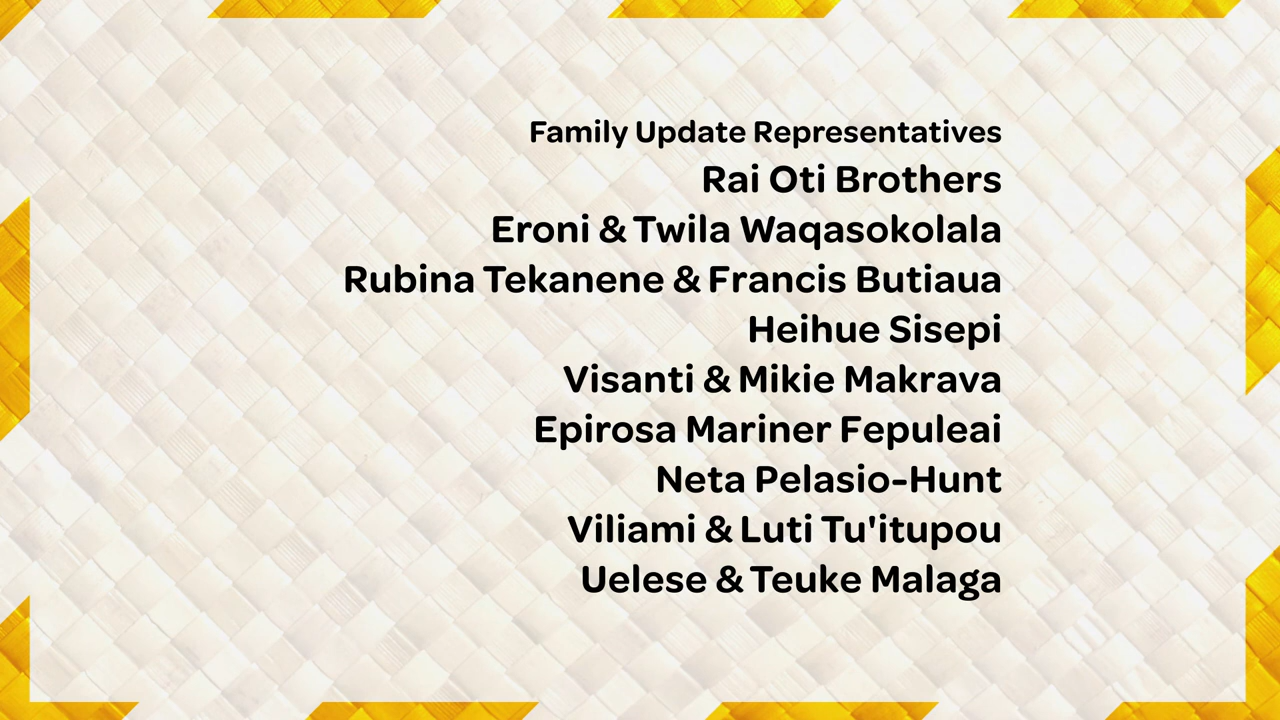 Family Update Representatives
Rai Oti Brothers
Eroni & Twila Waqasokolala
Rubina Tekanene & Francis Butiaua
Heihue Sisepi
Visanti & Mikie Makrava
Epirosa Mariner Fepuleai
Neta Pelasio-Hunt
Viliami & Luti Tu'itupou
Uelese & Teuke Malaga